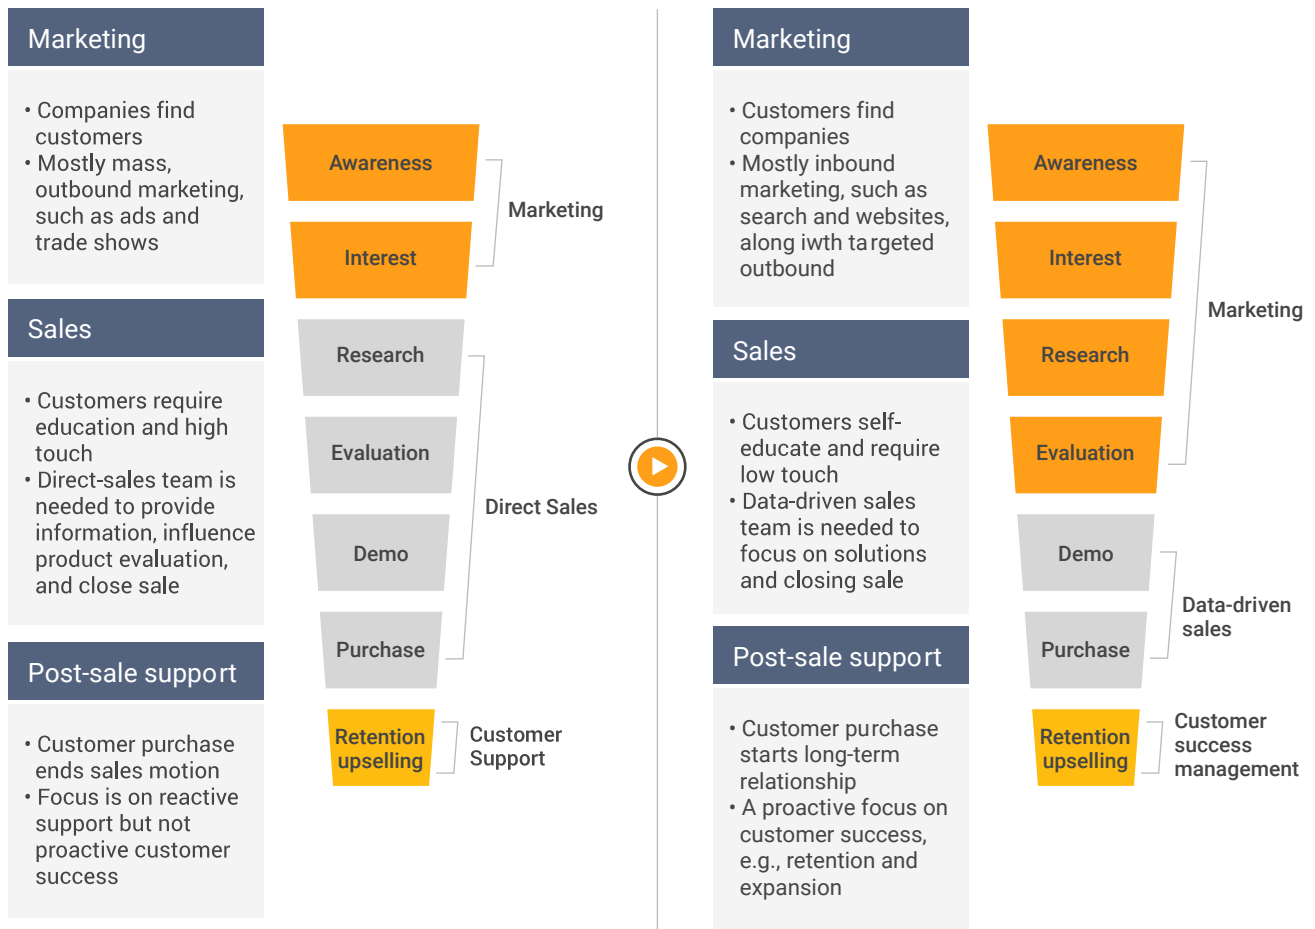 Marketing
• Companies find
customers
• Mostly mass,
outbound marketing,
such as ads and
trade shows
Sales
• Customers require
education and high
touch
• Direct-sales team is
needed to provide
information, influence
product evaluation,
and close sale
Post-sale support
• Customer purchase
ends sales motion
• Focus is on reactive
support but not
proactive customer
success
Awareness
Interest
Marketing
Research
Evaluation
Demo
Purchase
Direct Sales
Retention
upselling
Customer
Support
Marketing
• Customers find
companies
• Mostly inbound
marketing, such as
search and websites,
along iwth targeted
outbound
Sales
• Customers self-
educate and require
low touch
• Data-driven sales
team is needed to
focus on solutions
and closing sale
Post-sale support
• Customer purchase
starts long-term
relationship
• A proactive focus on
customer success,
e.g., retention and
expansion
Awareness
Interest
Research
Evaluation
Marketing
Demo
Purchase
Data-driven
sales
Retention
upselling
Customer
success
management